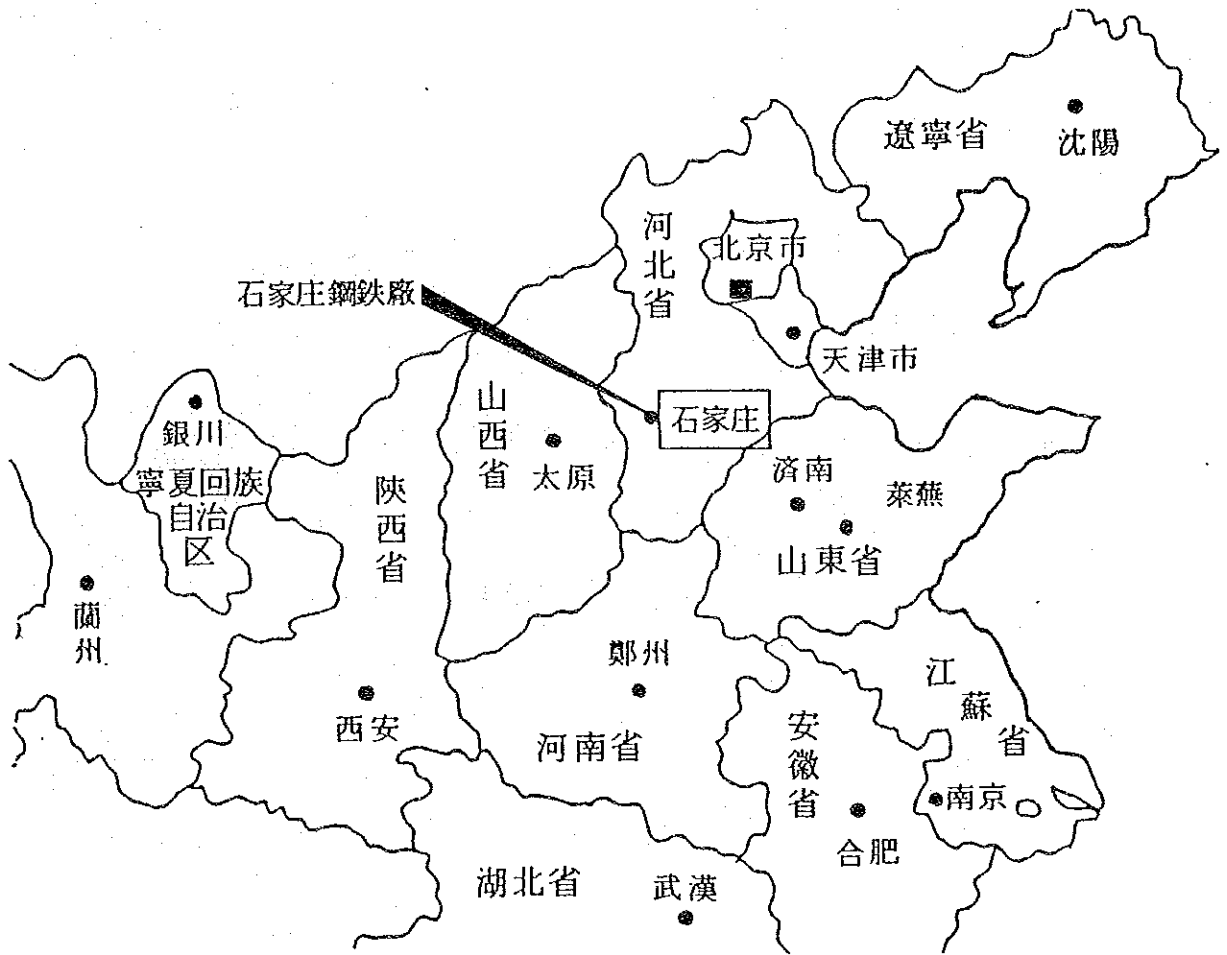 遼寧省
沈陽
河北省
北京市
石家庄鋼鉄廠
天津市
山西省
石家庄
銀川
太原
済南
寧夏回族
自治
区
陝西省
萊蕪
山東省
蘭州
鄭州
江蘇省
西安
河南省
安徽省
南京
合肥
湖北省
武漢